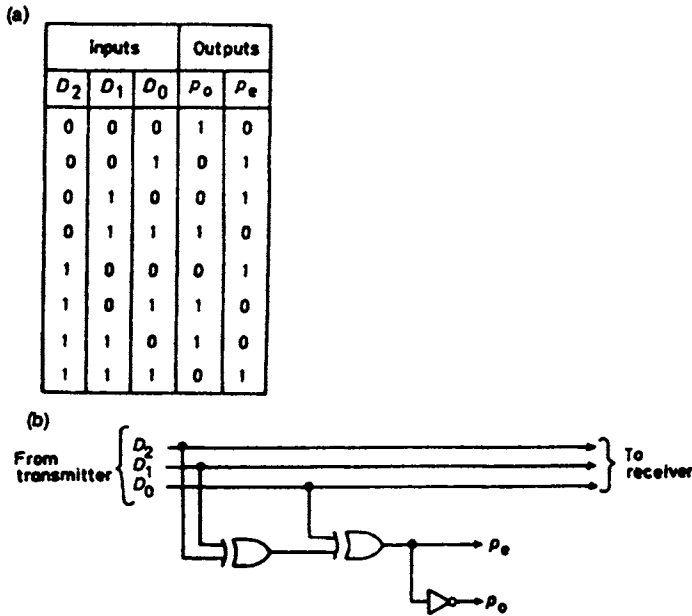 (a)
inputs Outputs
D2 D1 D0 Po Pe
0 0 0 1 0
0 0 1 0 1
0 1 0 0 1
0 1 1 1 0
1 0 0 0 1
1 0 1 1 0
1 1 0 1 0
1 1 1 0 1
(b)
From transmitter
D2
D1
D0
To receiver
Pe
Po